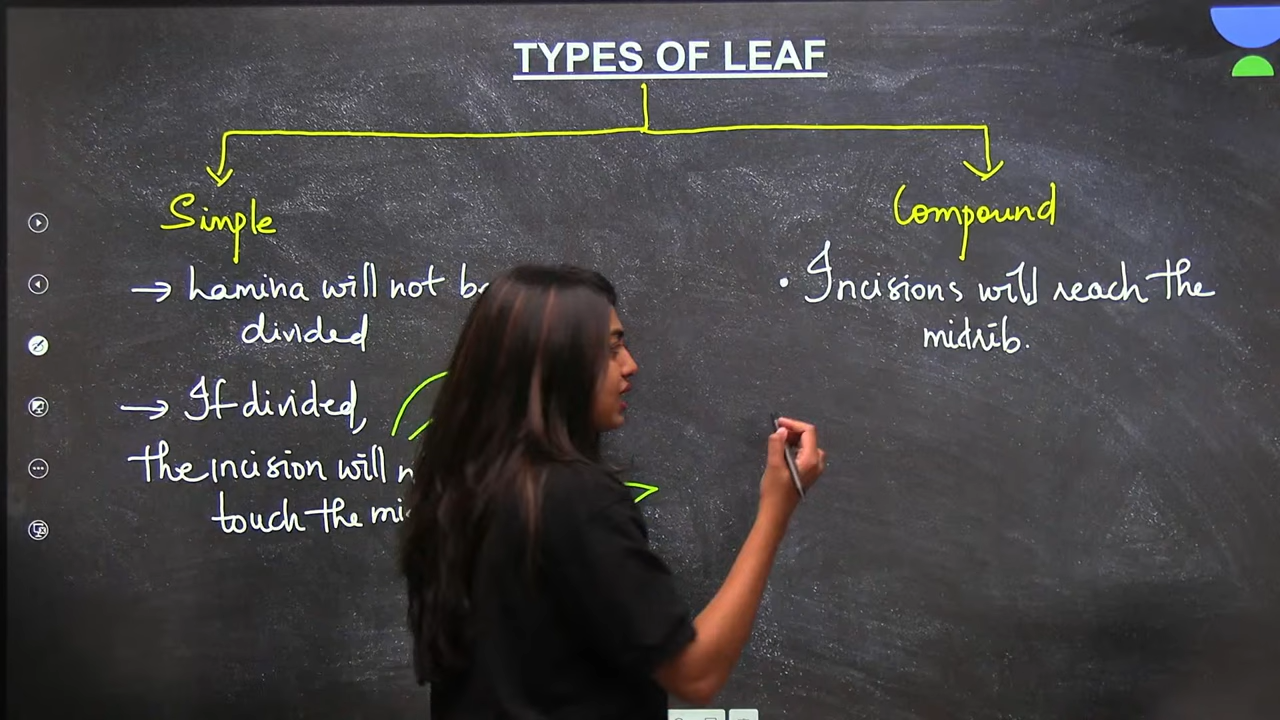 TYPES OF LEAF
Simple
Compound
→ Lamina will not be
divided
→ If divided,
the incision will
touch the
• Incisions will reach the
midrib.